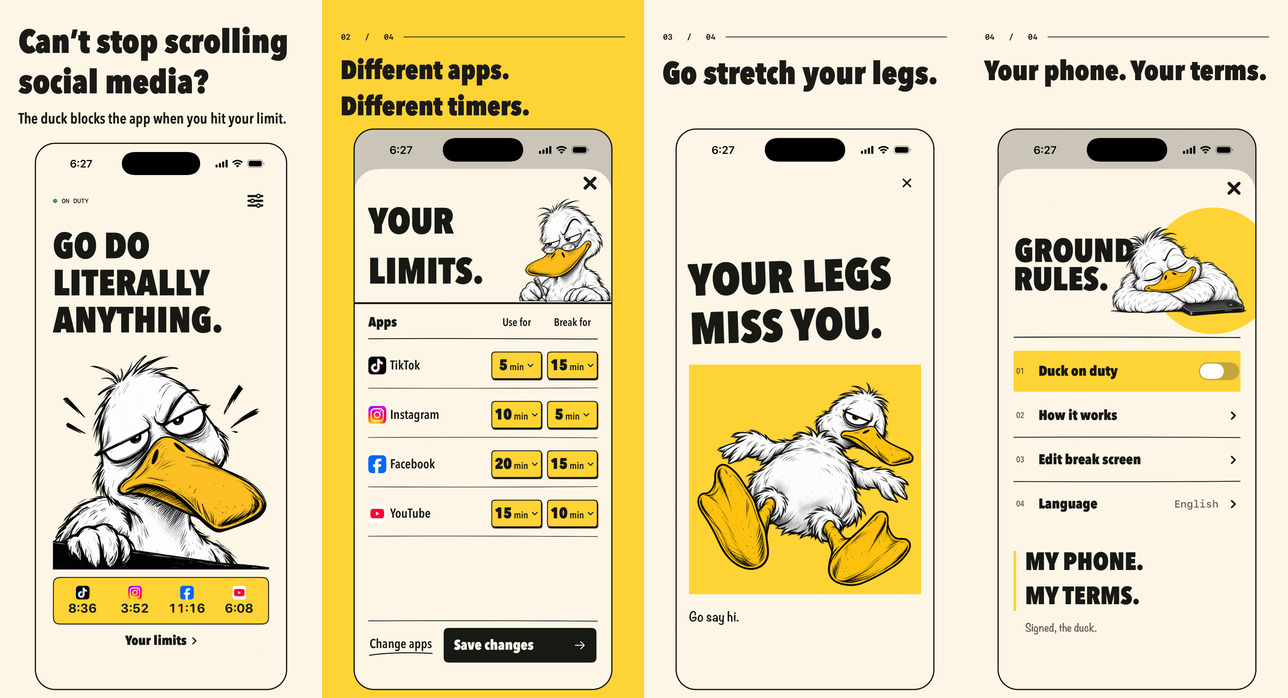 Can't stop scrolling
social media?
The duck blocks the app when you hit your limit.
6:27
ON DUTY
GO DO
LITERALLY
ANYTHING.
8:36 3:52 11:16 6:08
Your limits >
02 / 04
Different apps.
Different timers.
6:27
YOUR
LIMITS.
Apps Use for Break for
TikTok 5 min 15 min
Instagram 10 min 5 min
Facebook 20 min 15 min
YouTube 15 min 10 min
Change apps Save changes →
03 / 04
Go stretch your legs.
6:27
YOUR LEGS
MISS YOU.
Go say hi.
04 / 04
Your phone. Your terms.
6:27
GROUND
RULES.
01 Duck on duty
02 How it works >
03 Edit break screen >
04 Language English >
MY PHONE.
MY TERMS.
Signed, the duck.